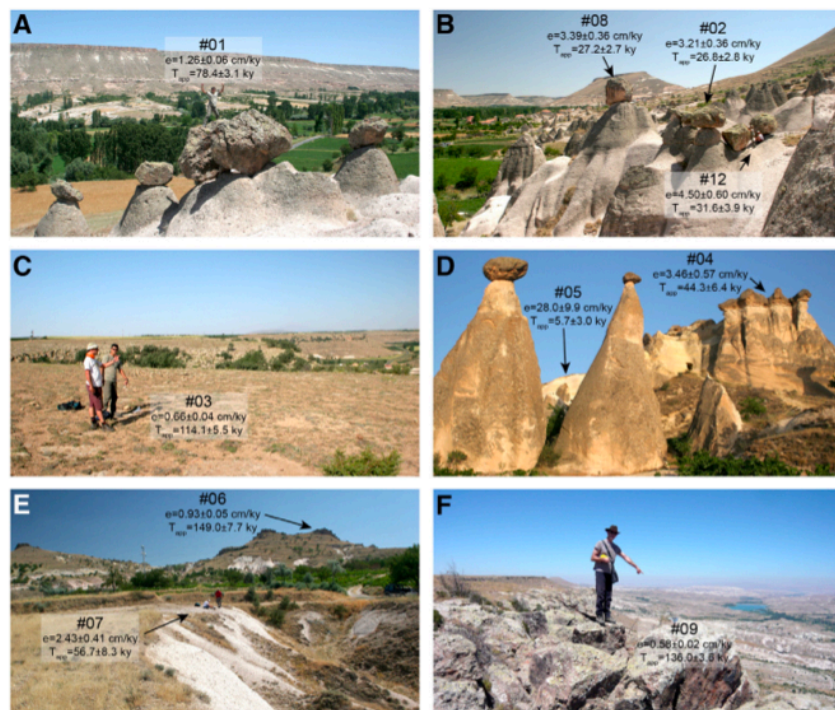 A
#01
e=1.26±0.06 cm/ky
Tapp=78.4±3.1 ky
B
#08
e=3.39±0.36 cm/ky
Tapp=27.2±2.7 ky
#02
e=3.21±0.36 cm/ky
Tapp=26.8±2.8 ky
#12
e=4.50±0.60 cm/ky
Tapp=31.6±3.9 ky
C
#03
e=0.66±0.04 cm/ky
Tapp=114.1±5.5 ky
D
#05
e=28.0±9.9 cm/ky
Tapp=5.7±3.0 ky
#04
e=3.46±0.57 cm/ky
Tapp=44.3±6.4 ky
E
#06
e=0.93±0.05 cm/ky
Tapp=149.0±7.7 ky
#07
e=2.43±0.41 cm/ky
Tapp=56.7±8.3 ky
F
#09
e=0.58±0.02 cm/ky
Tapp=136.0±3.6 ky